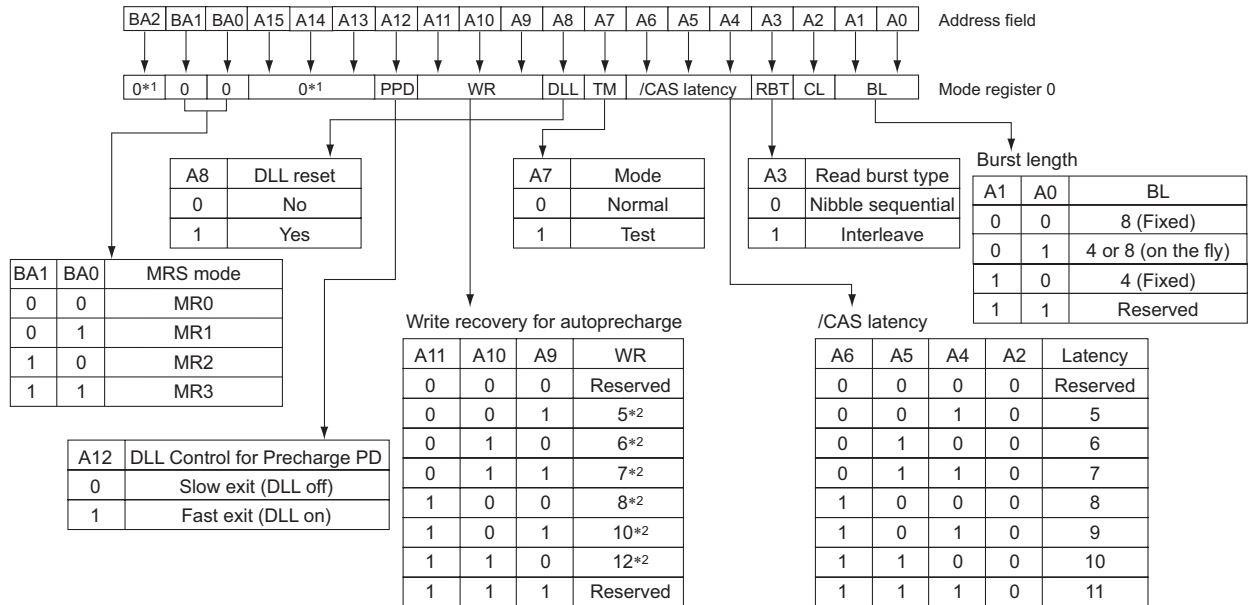 BA2 BA1 BA0 A15 A14 A13 A12 A11 A10 A9 A8 A7 A6 A5 A4 A3 A2 A1 A0 Address field
0*1 0 0 0*1 PPD WR DLL TM /CAS latency RBT CL BL Mode register 0
A8 DLL reset
0 No
1 Yes
A7 Mode
0 Normal
1 Test
A3 Read burst type
0 Nibble sequential
1 Interleave
Burst length
A1 A0 BL
0 0 8 (Fixed)
0 1 4 or 8 (on the fly)
1 0 4 (Fixed)
1 1 Reserved
BA1 BA0 MRS mode
0 0 MR0
0 1 MR1
1 0 MR2
1 1 MR3
A12 DLL Control for Precharge PD
0 Slow exit (DLL off)
1 Fast exit (DLL on)
Write recovery for autoprecharge
A11 A10 A9 WR
0 0 0 Reserved
0 0 1 5*2
0 1 0 6*2
0 1 1 7*2
1 0 0 8*2
1 0 1 10*2
1 1 0 12*2
1 1 1 Reserved
/CAS latency
A6 A5 A4 A2 Latency
0 0 0 0 Reserved
0 0 1 0 5
0 1 0 0 6
0 1 1 0 7
1 0 0 0 8
1 0 1 0 9
1 1 0 0 10
1 1 1 0 11